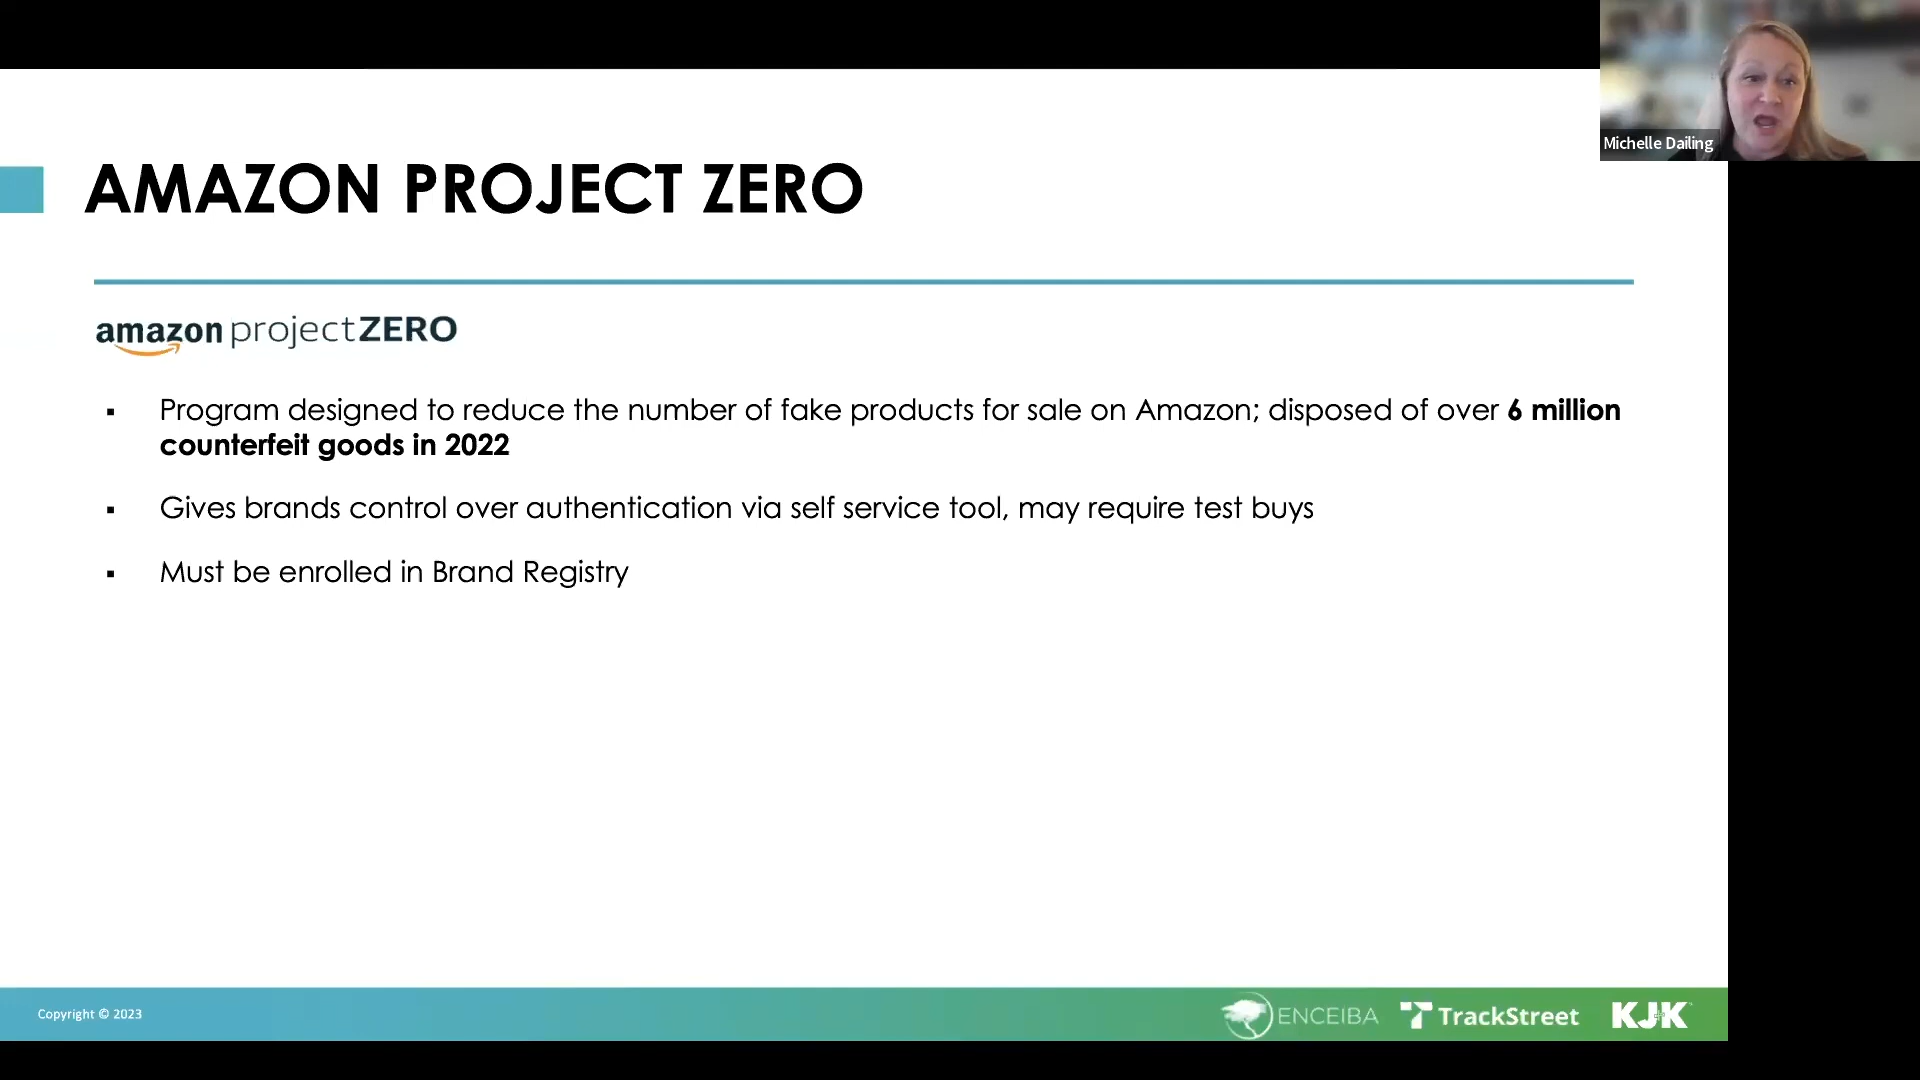 Michelle Dailing
AMAZON PROJECT ZERO
amazon projectZERO
▪ Program designed to reduce the number of fake products for sale on Amazon; disposed of over 6 million
counterfeit goods in 2022
▪ Gives brands control over authentication via self service tool, may require test buys
▪ Must be enrolled in Brand Registry
Copyright © 2023
ENCEIBA
TrackStreet
KJK